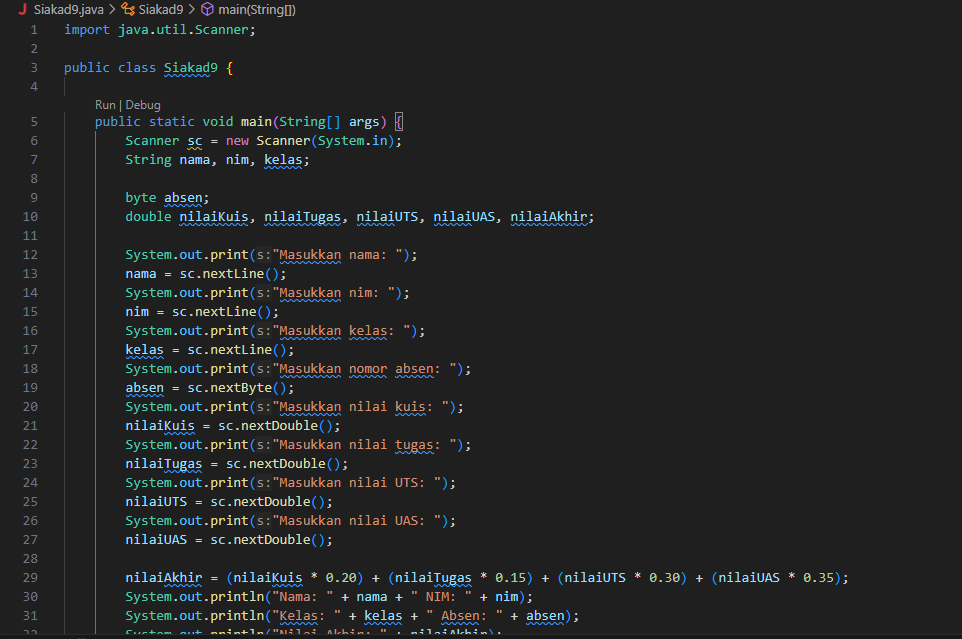 Siakad9.java > Siakad9 > main(String[])
1 import java.util.Scanner;
2
3 public class Siakad9 {
4
Run | Debug
5 public static void main(String[] args) {
6 Scanner sc = new Scanner(System.in);
7 String nama, nim, kelas;
8
9 byte absen;
10 double nilaiKuis, nilaiTugas, nilaiUTS, nilaiUAS, nilaiAkhir;
11
12 System.out.print(s:"Masukkan nama: ");
13 nama = sc.nextLine();
14 System.out.print(s:"Masukkan nim: ");
15 nim = sc.nextLine();
16 System.out.print(s:"Masukkan kelas: ");
17 kelas = sc.nextLine();
18 System.out.print(s:"Masukkan nomor absen: ");
19 absen = sc.nextByte();
20 System.out.print(s:"Masukkan nilai kuis: ");
21 nilaiKuis = sc.nextDouble();
22 System.out.print(s:"Masukkan nilai tugas: ");
23 nilaiTugas = sc.nextDouble();
24 System.out.print(s:"Masukkan nilai UTS: ");
25 nilaiUTS = sc.nextDouble();
26 System.out.print(s:"Masukkan nilai UAS: ");
27 nilaiUAS = sc.nextDouble();
28
29 nilaiAkhir = (nilaiKuis * 0.20) + (nilaiTugas * 0.15) + (nilaiUTS * 0.30) + (nilaiUAS * 0.35);
30 System.out.println("Nama: " + nama + " NIM: " + nim);
31 System.out.println("Kelas: " + kelas + " Absen: " + absen);
32 System.out.println("Nilai Akhir: " + nilaiAkhir);